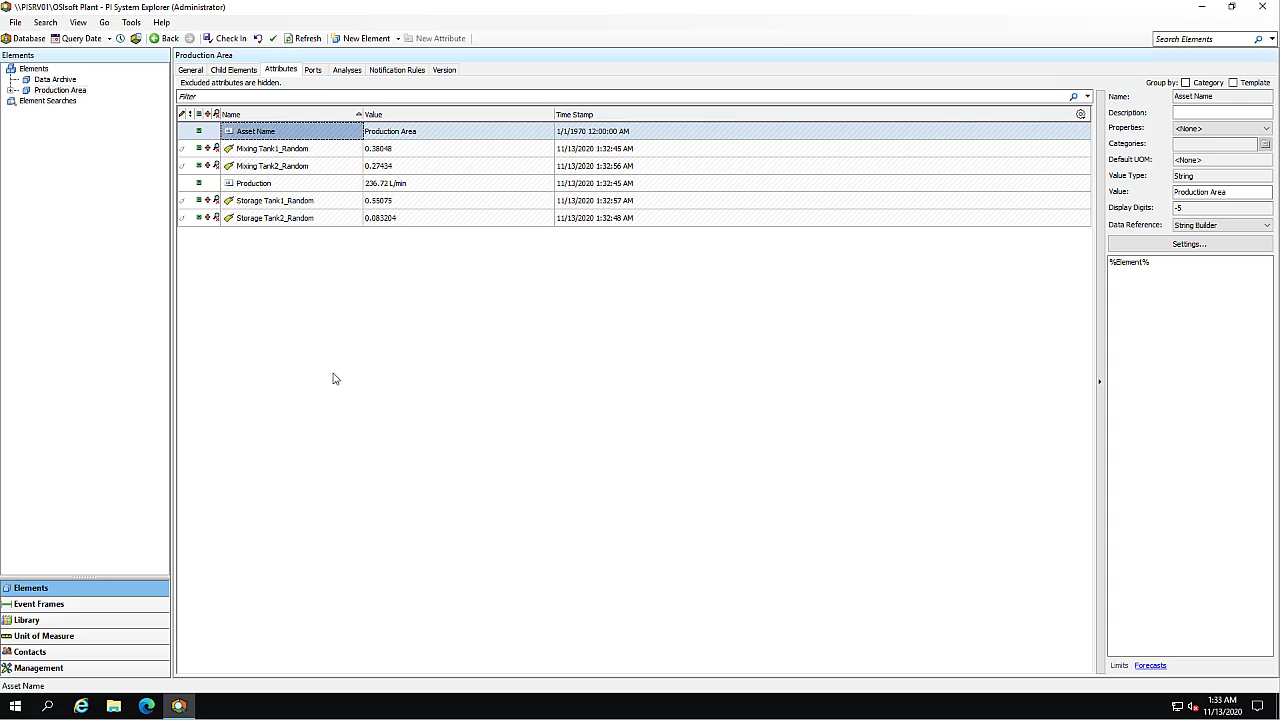 \\PISRV01\OSIsoft Plant - PI System Explorer (Administrator)
File Search View Go Tools Help
Database Query Date Back Check In Refresh New Element New Attribute Search Elements
Elements
Elements
Data Archive
Production Area
Element Searches
Production Area
General Child Elements Attributes Ports Analyses Notification Rules Version
Excluded attributes are hidden.
Group by: Category Template
Filter
Name Value Time Stamp
Asset Name Production Area 1/1/1970 12:00:00 AM
Mixing Tank1_Random 0.38048 11/13/2020 1:32:45 AM
Mixing Tank2_Random 0.27434 11/13/2020 1:32:56 AM
Production 236.72 L/min 11/13/2020 1:32:45 AM
Storage Tank1_Random 0.55075 11/13/2020 1:32:57 AM
Storage Tank2_Random 0.083204 11/13/2020 1:32:48 AM
Name: Asset Name
Description:
Properties: <None>
Categories:
Default UOM: <None>
Value Type: String
Value: Production Area
Display Digits: -5
Data Reference: String Builder
Settings...
%Element%
Limits Forecasts
Elements
Event Frames
Library
Unit of Measure
Contacts
Management
Asset Name
1:33 AM
11/13/2020